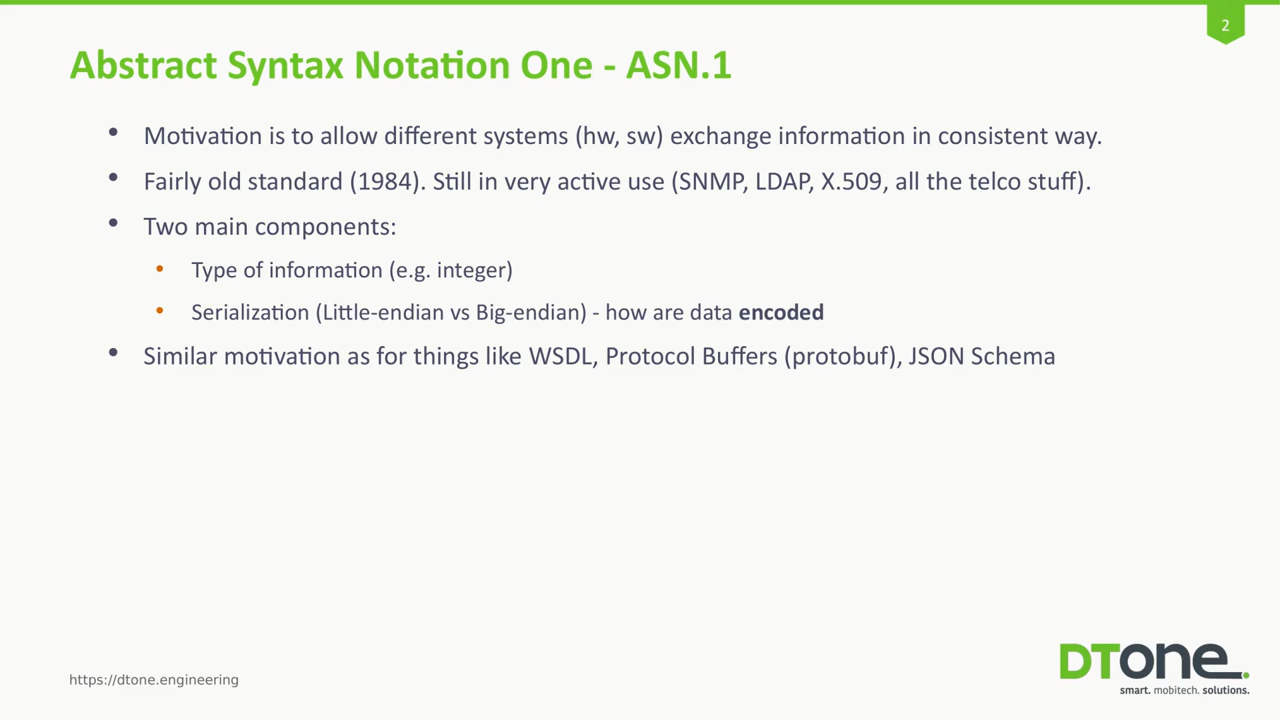 2
Abstract Syntax Notation One - ASN.1
• Motivation is to allow different systems (hw, sw) exchange information in consistent way.
• Fairly old standard (1984). Still in very active use (SNMP, LDAP, X.509, all the telco stuff).
• Two main components:
• Type of information (e.g. integer)
• Serialization (Little-endian vs Big-endian) - how are data encoded
• Similar motivation as for things like WSDL, Protocol Buffers (protobuf), JSON Schema
https://dtone.engineering
DTone.
smart. mobitech. solutions.